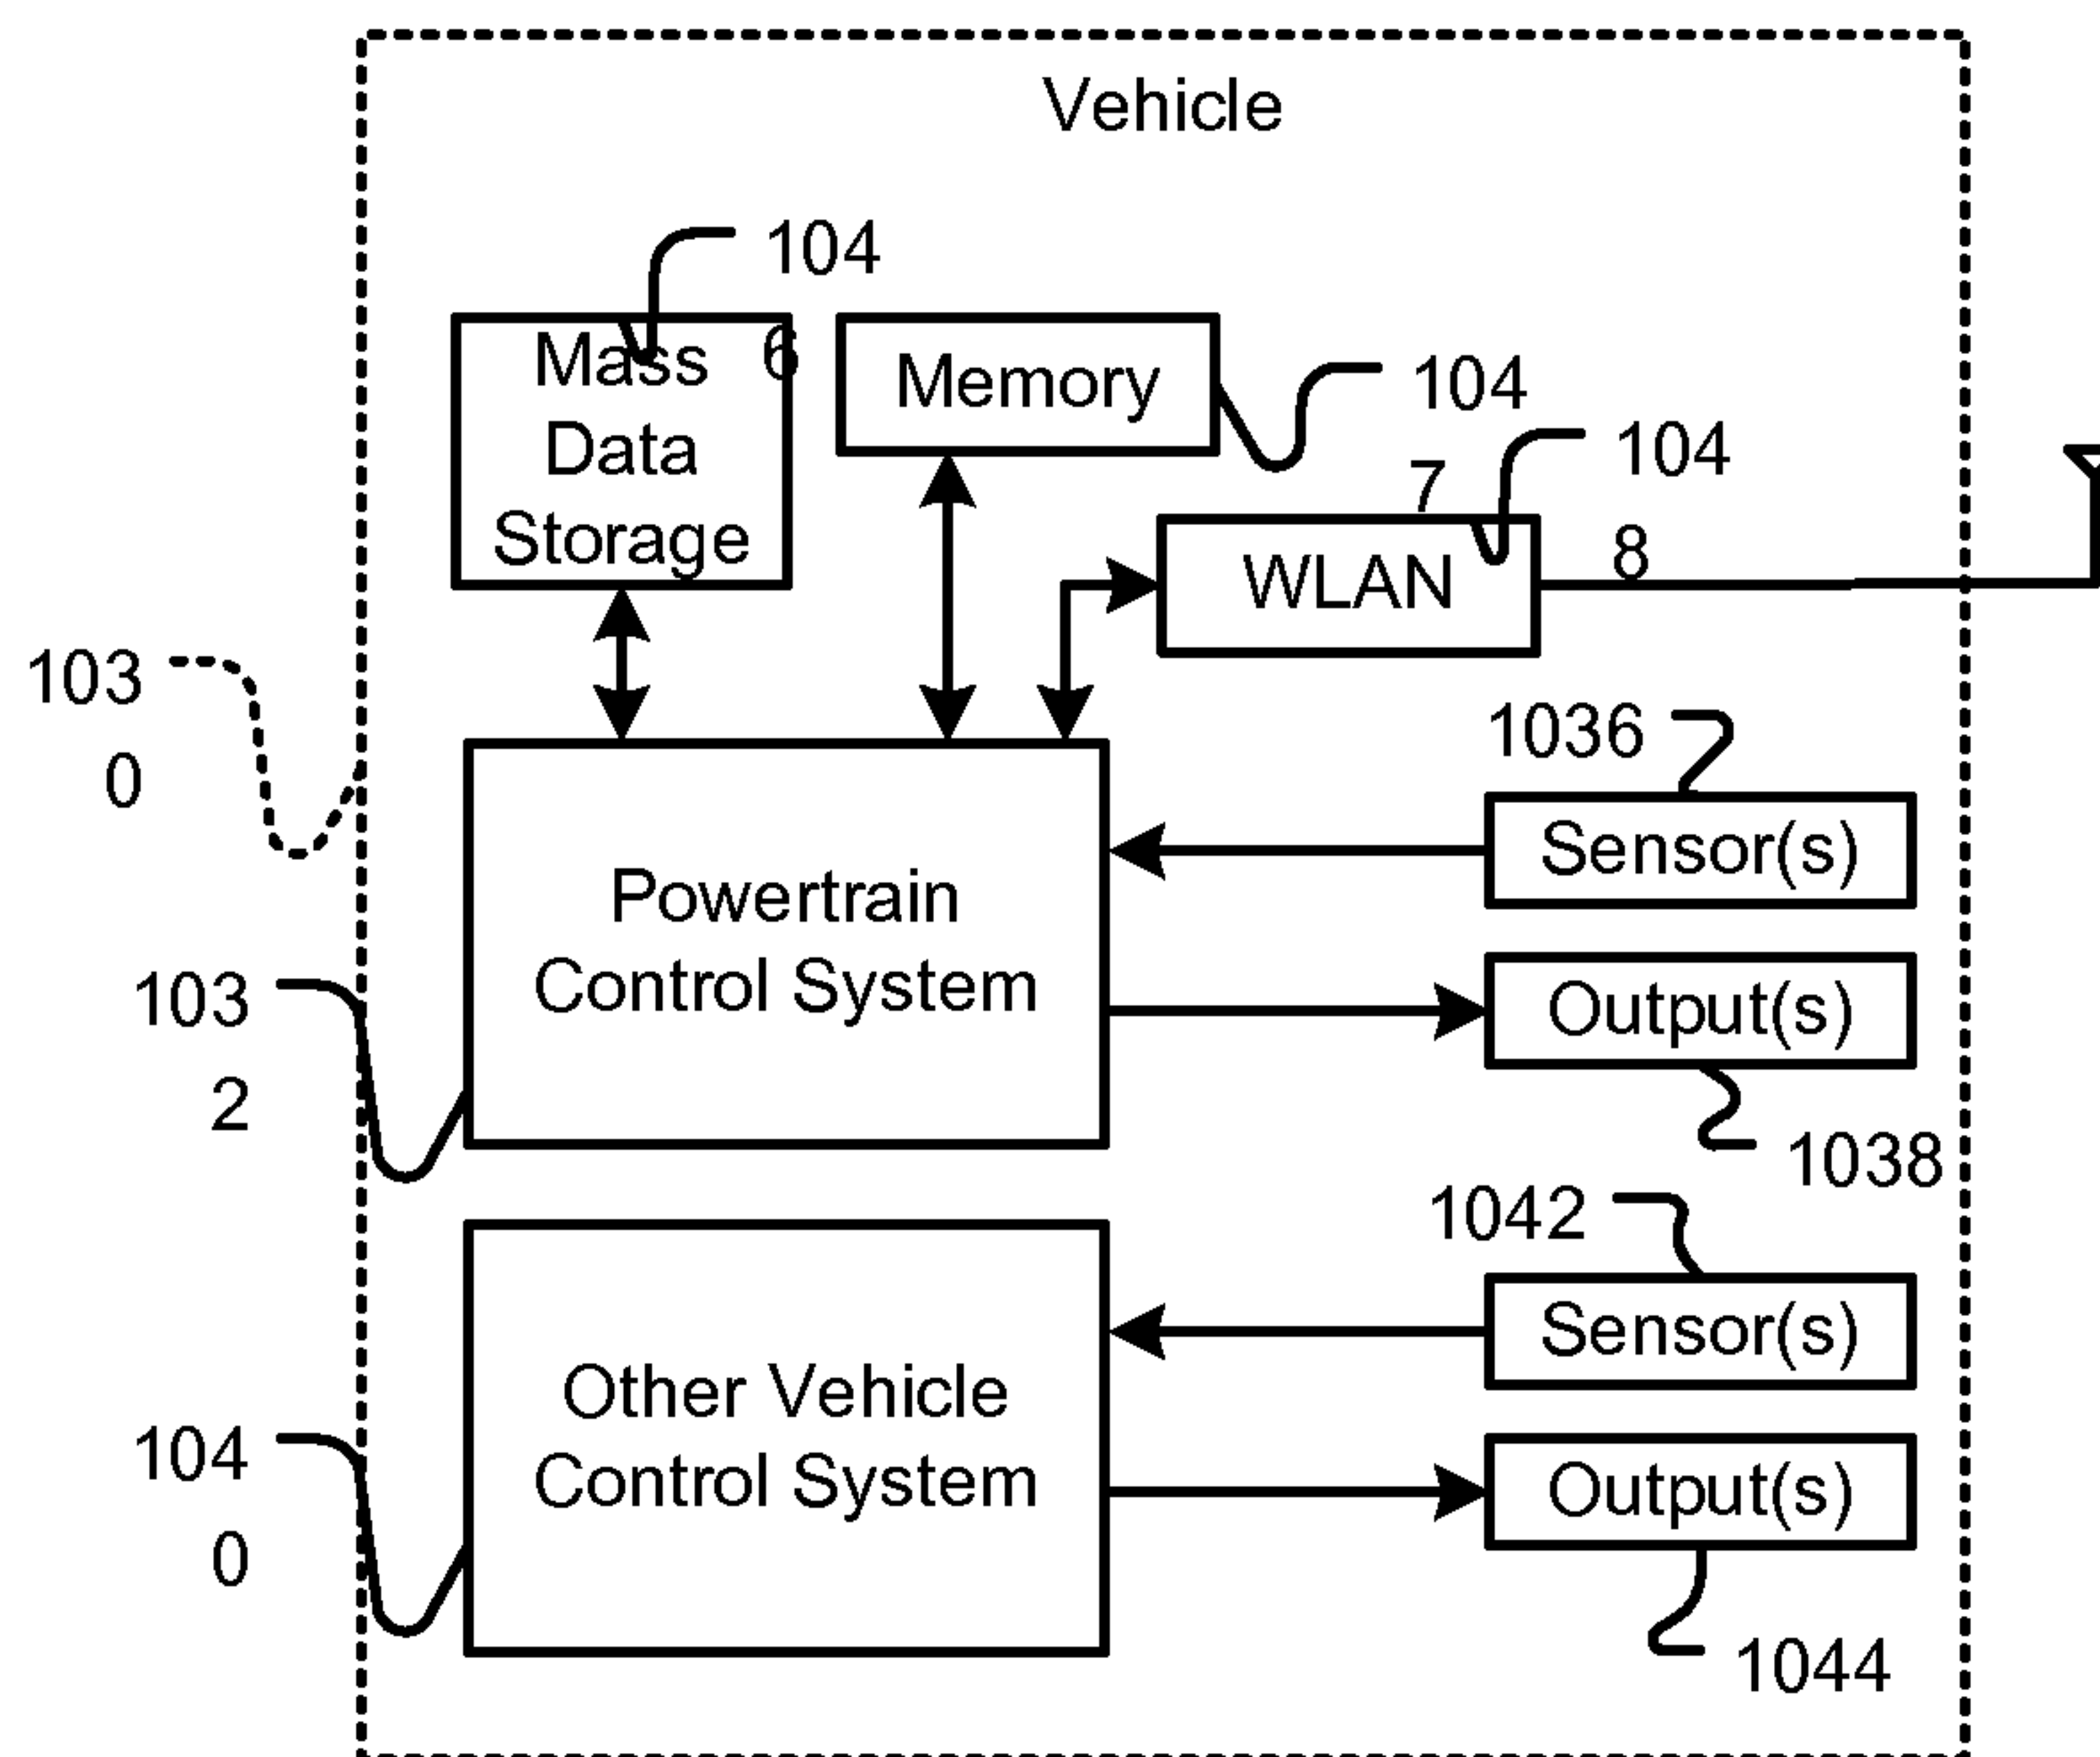 Vehicle
104
6
Mass
Data
Storage
Memory
104
7
104
8
WLAN
103
0
1036
Sensor(s)
Powertrain
Control System
Output(s)
1038
103
2
1042
Sensor(s)
Other Vehicle
Control System
Output(s)
1044
104
0